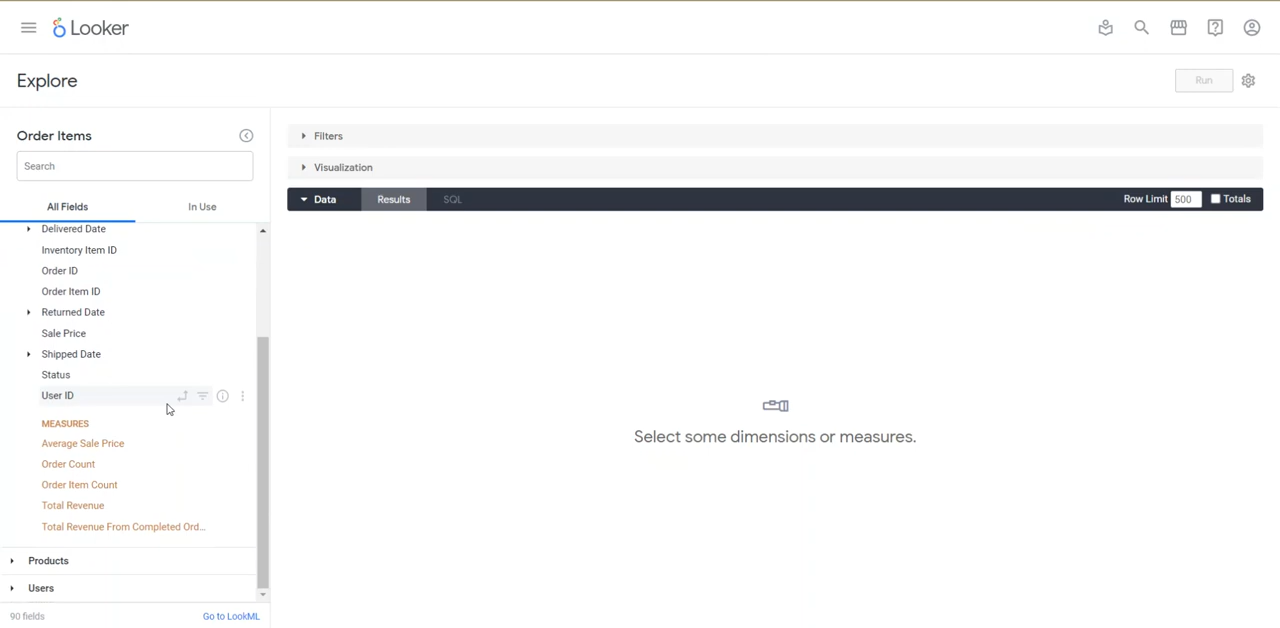 Looker
Explore
Run
Order Items
Search
All Fields
In Use
Delivered Date
Inventory Item ID
Order ID
Order Item ID
Returned Date
Sale Price
Shipped Date
Status
User ID
MEASURES
Average Sale Price
Order Count
Order Item Count
Total Revenue
Total Revenue From Completed Ord...
Products
Users
90 fields
Go to LookML
Filters
Visualization
Data Results SQL Row Limit 500 Totals
Select some dimensions or measures.